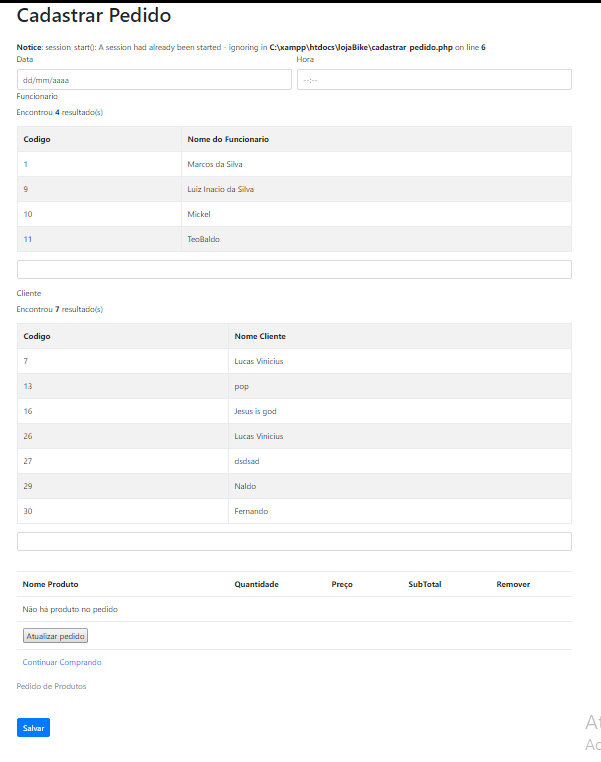 Cadastrar Pedido
Notice: session_start(): A session had already been started - ignoring in C:\xampp\htdocs\lojaBike\cadastrar_pedido.php on line 6
Data Hora
dd/mm/aaaa --:--
Funcionario
Encontrou 4 resultado(s)
Codigo Nome do Funcionario
1 Marcos da Silva
9 Luiz Inacio da Silva
10 Mickel
11 TeoBaldo
Cliente
Encontrou 7 resultado(s)
Codigo Nome Cliente
7 Lucas Vinicius
13 pop
16 Jesus is god
26 Lucas Vinicius
27 dsdsad
29 Naldo
30 Fernando
Nome Produto Quantidade Preço SubTotal Remover
Não há produto no pedido
Atualizar pedido
Continuar Comprando
Pedido de Produtos
Salvar